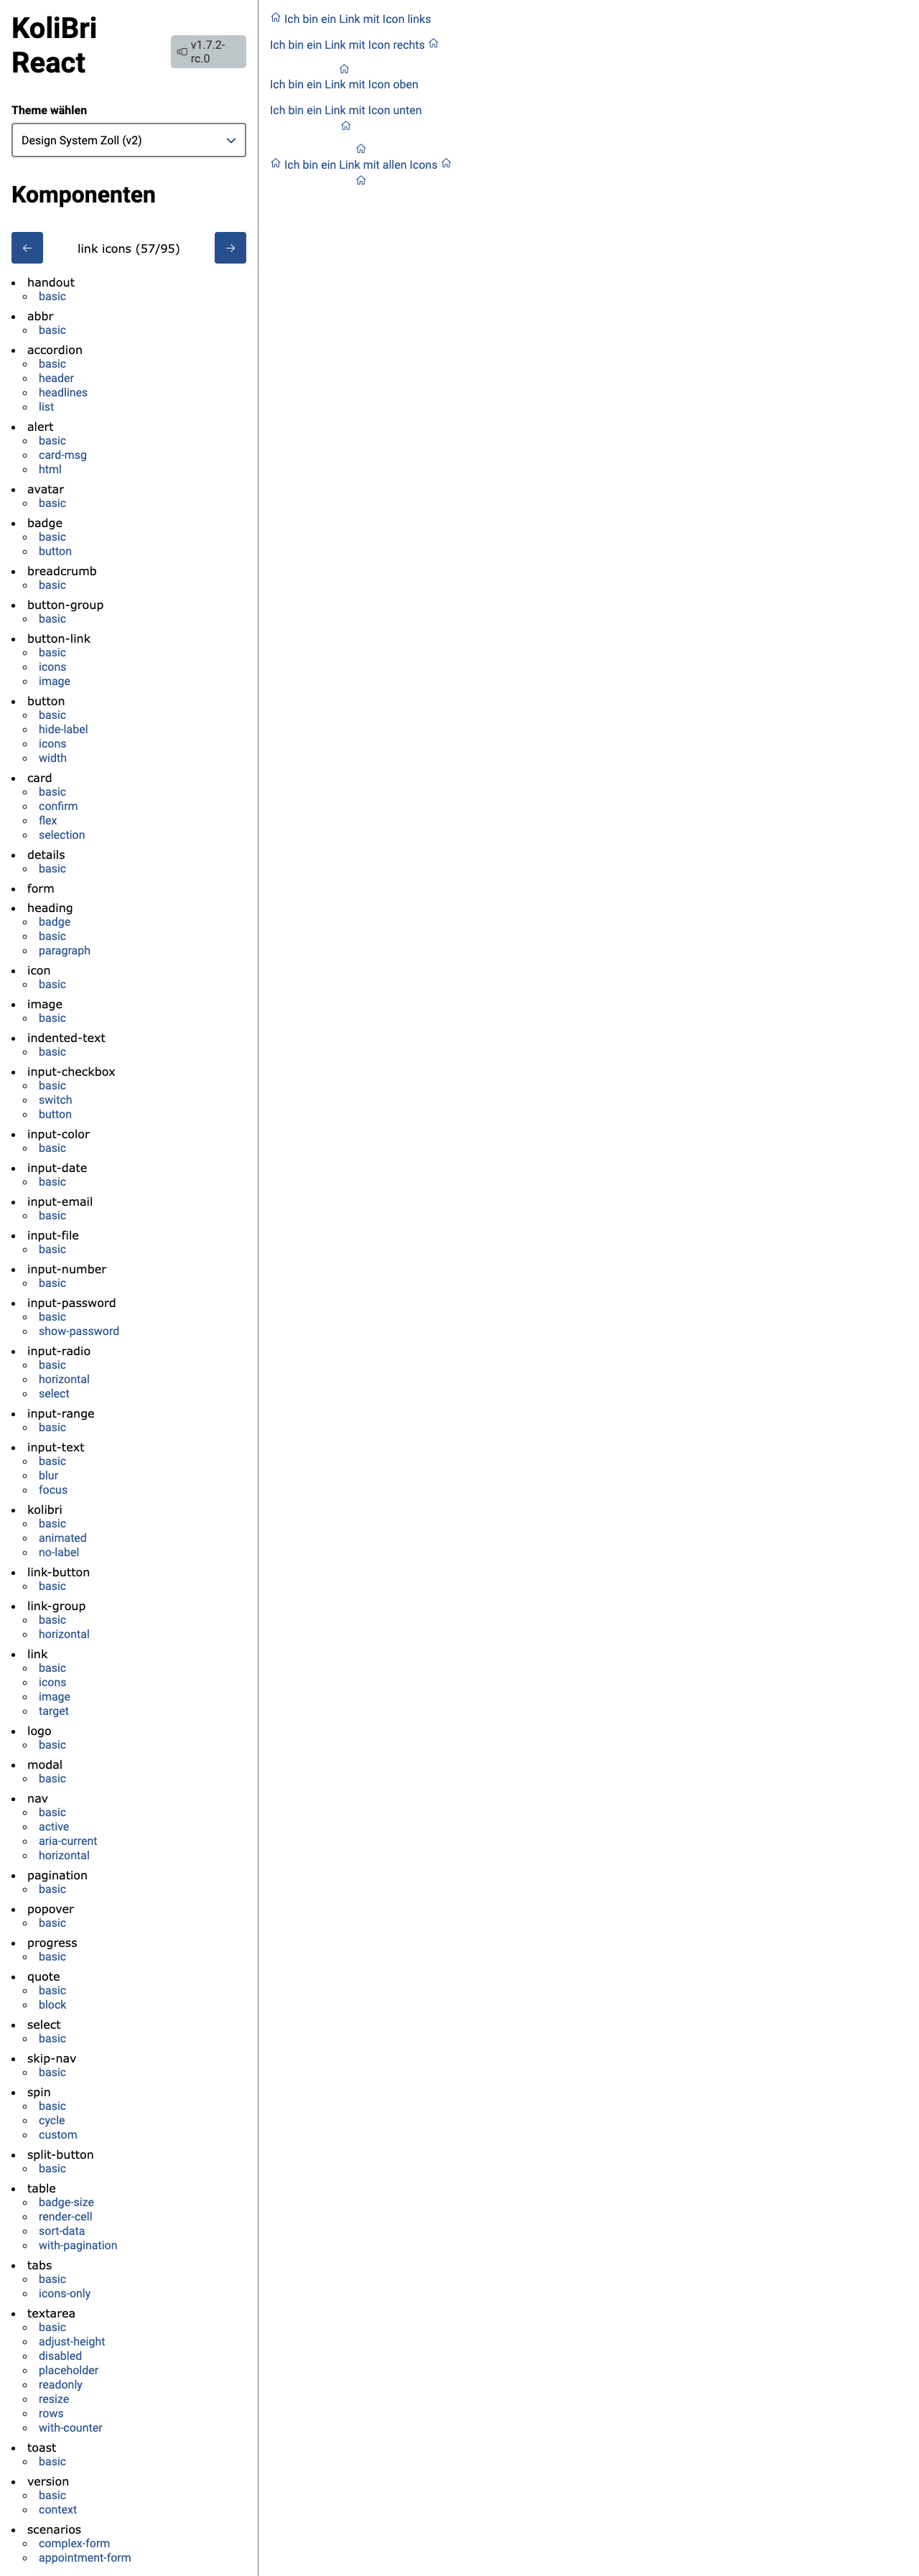 KoliBri
React
v1.7.2-
rc.0
Theme wählen
Design System Zoll (v2)
Komponenten
link icons (57/95)
handout
basic
abbr
basic
accordion
basic
header
headlines
list
alert
basic
card-msg
html
avatar
basic
badge
basic
button
breadcrumb
basic
button-group
basic
button-link
basic
icons
image
button
basic
hide-label
icons
width
card
basic
confirm
flex
selection
details
basic
form
heading
badge
basic
paragraph
icon
basic
image
basic
indented-text
basic
input-checkbox
basic
switch
button
input-color
basic
input-date
basic
input-email
basic
input-file
basic
input-number
basic
input-password
basic
show-password
input-radio
basic
horizontal
select
input-range
basic
input-text
basic
blur
focus
kolibri
basic
animated
no-label
link-button
basic
link-group
basic
horizontal
link
basic
icons
image
target
logo
basic
modal
basic
nav
basic
active
aria-current
horizontal
pagination
basic
popover
basic
progress
basic
quote
basic
block
select
basic
skip-nav
basic
spin
basic
cycle
custom
split-button
basic
table
badge-size
render-cell
sort-data
with-pagination
tabs
basic
icons-only
textarea
basic
adjust-height
disabled
placeholder
readonly
resize
rows
with-counter
toast
basic
version
basic
context
scenarios
complex-form
appointment-form
Ich bin ein Link mit Icon links
Ich bin ein Link mit Icon rechts
Ich bin ein Link mit Icon oben
Ich bin ein Link mit Icon unten
Ich bin ein Link mit allen Icons